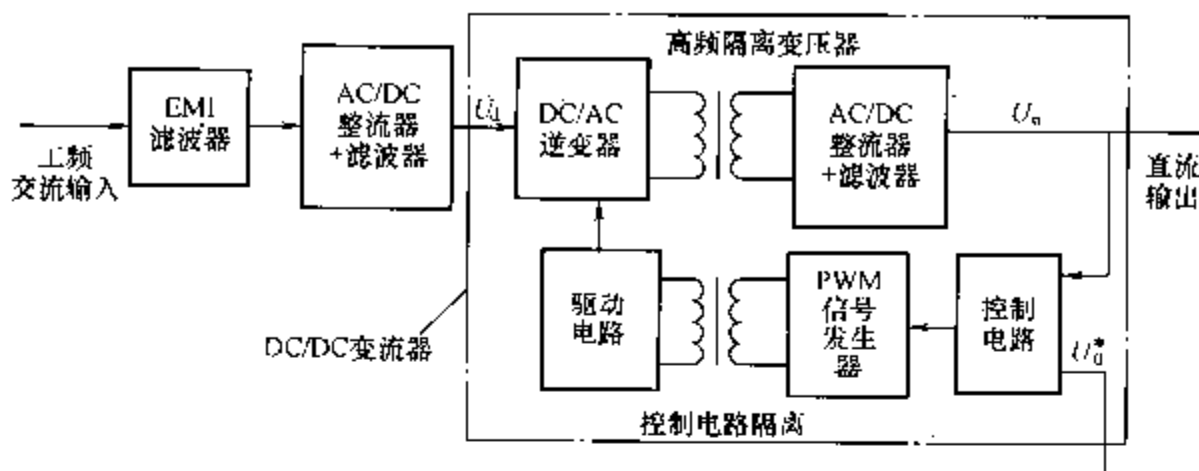 高频隔离变压器
EMI
滤波器
AC/DC
整流器
+滤波器
U_d
DC/AC
逆变器
AC/DC
整流器
+滤波器
U_o
工频
交流输入
直流
输出
驱动
电路
PWM
信号
发生
器
控制
电路
U_o*
DC/DC变流器
控制电路隔离